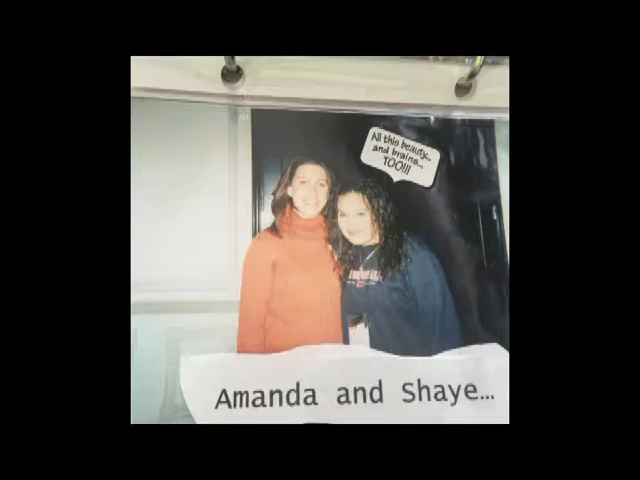 All this beauty...
and brains...
TOO!!!
Amanda and Shaye...